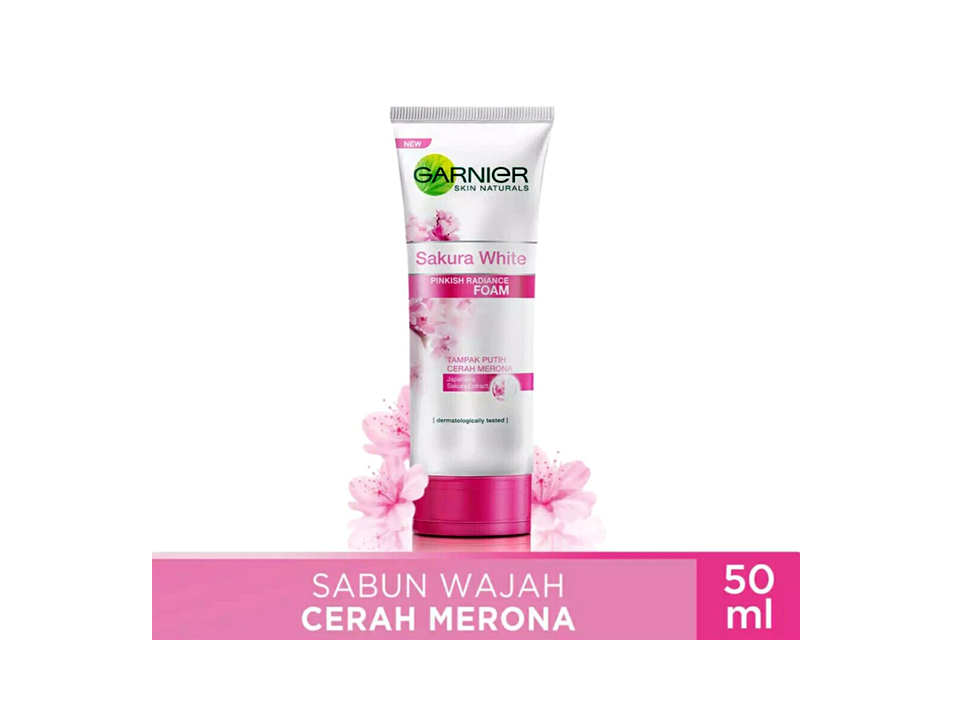 NEW
GARNIER
SKIN NATURALS
Sakura White
PINKISH RADIANCE
FOAM
TAMPAK PUTIH
CERAH MERONA
Japanese
Sakura Extract
[ dermatologically tested ]
SABUN WAJAH
CERAH MERONA
50
ml